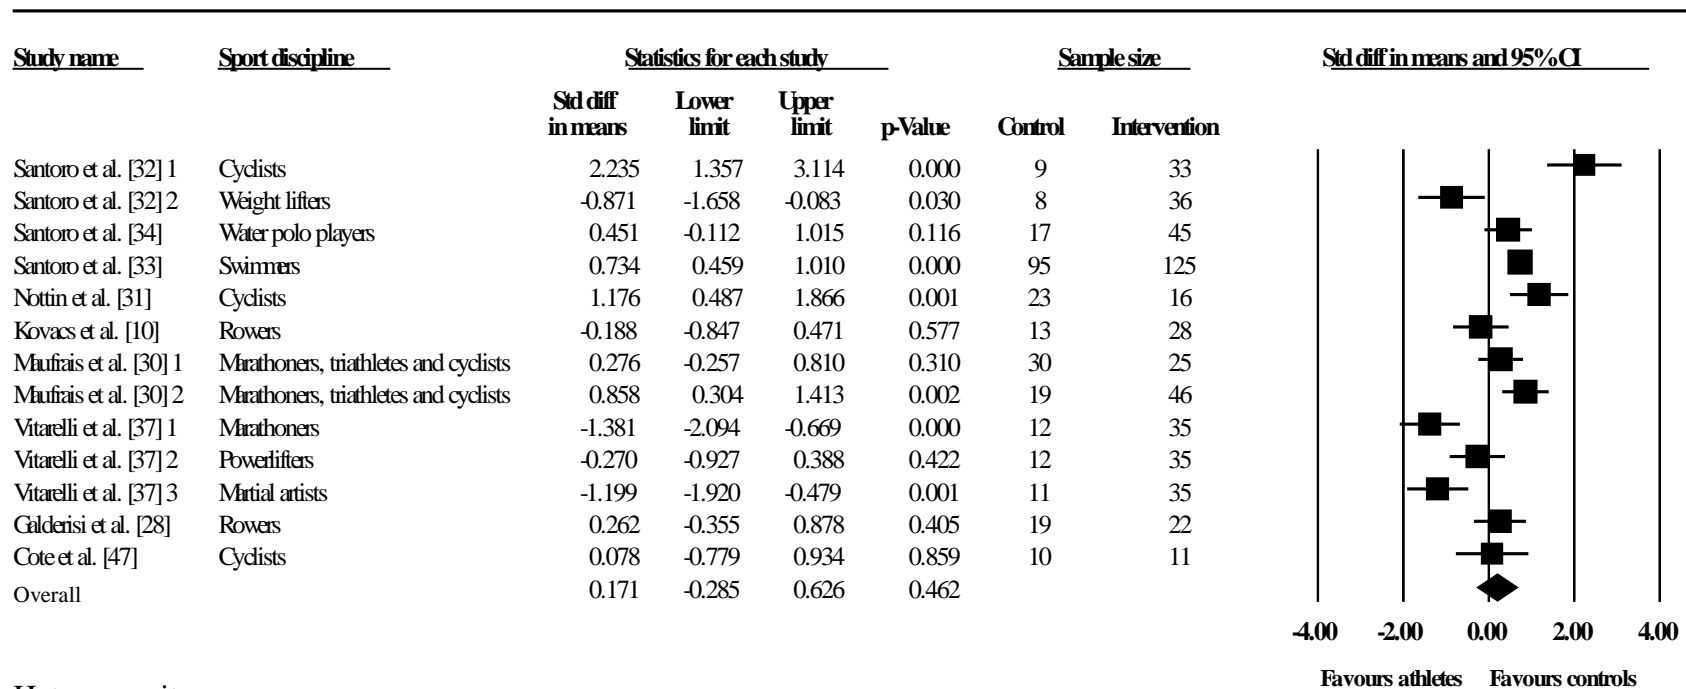 Study name Sport discipline Statistics for each study Sample size Std diff in means and 95% CI
Std diff Lower Upper
in means limit limit p-Value Control Intervention
Santoro et al. [32] 1 Cyclists 2.235 1.357 3.114 0.000 9 33
Santoro et al. [32] 2 Weight lifters -0.871 -1.658 -0.083 0.030 8 36
Santoro et al. [34] Water polo players 0.451 -0.112 1.015 0.116 17 45
Santoro et al. [33] Swimmers 0.734 0.459 1.010 0.000 95 125
Nottin et al. [31] Cyclists 1.176 0.487 1.866 0.001 23 16
Kovacs et al. [10] Rowers -0.188 -0.847 0.471 0.577 13 28
Maufrais et al. [30] 1 Marathoners, triathletes and cyclists 0.276 -0.257 0.810 0.310 30 25
Maufrais et al. [30] 2 Marathoners, triathletes and cyclists 0.858 0.304 1.413 0.002 19 46
Vitarelli et al. [37] 1 Marathoners -1.381 -2.094 -0.669 0.000 12 35
Vitarelli et al. [37] 2 Powerlifters -0.270 -0.927 0.388 0.422 12 35
Vitarelli et al. [37] 3 Martial artists -1.199 -1.920 -0.479 0.001 11 35
Galderisi et al. [28] Rowers 0.262 -0.355 0.878 0.405 19 22
Cote et al. [47] Cyclists 0.078 -0.779 0.934 0.859 10 11
Overall 0.171 -0.285 0.626 0.462
-4.00 -2.00 0.00 2.00 4.00
Favours athletes Favours controls